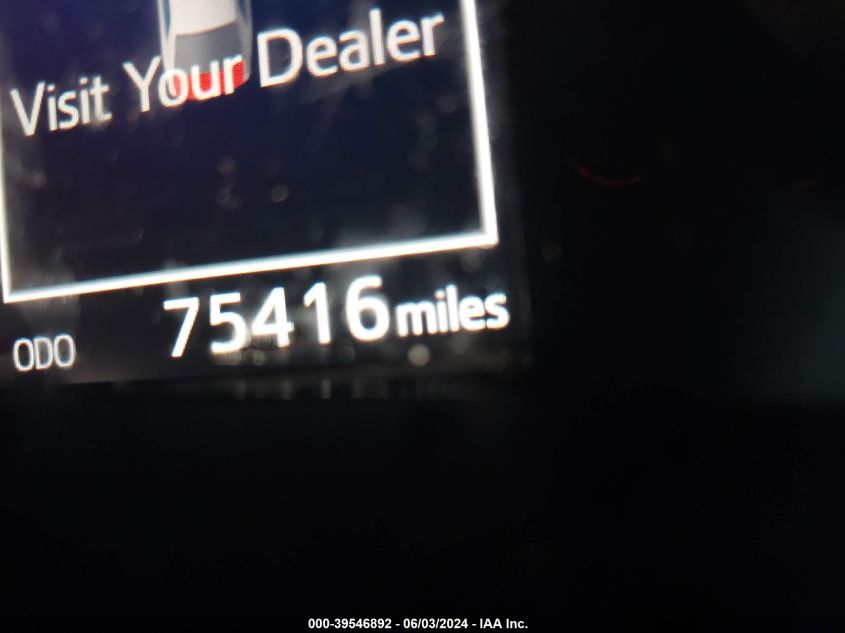 Visit Your Dealer
ODO 75416 miles
000-39546892 - 06/03/2024 - IAA Inc.